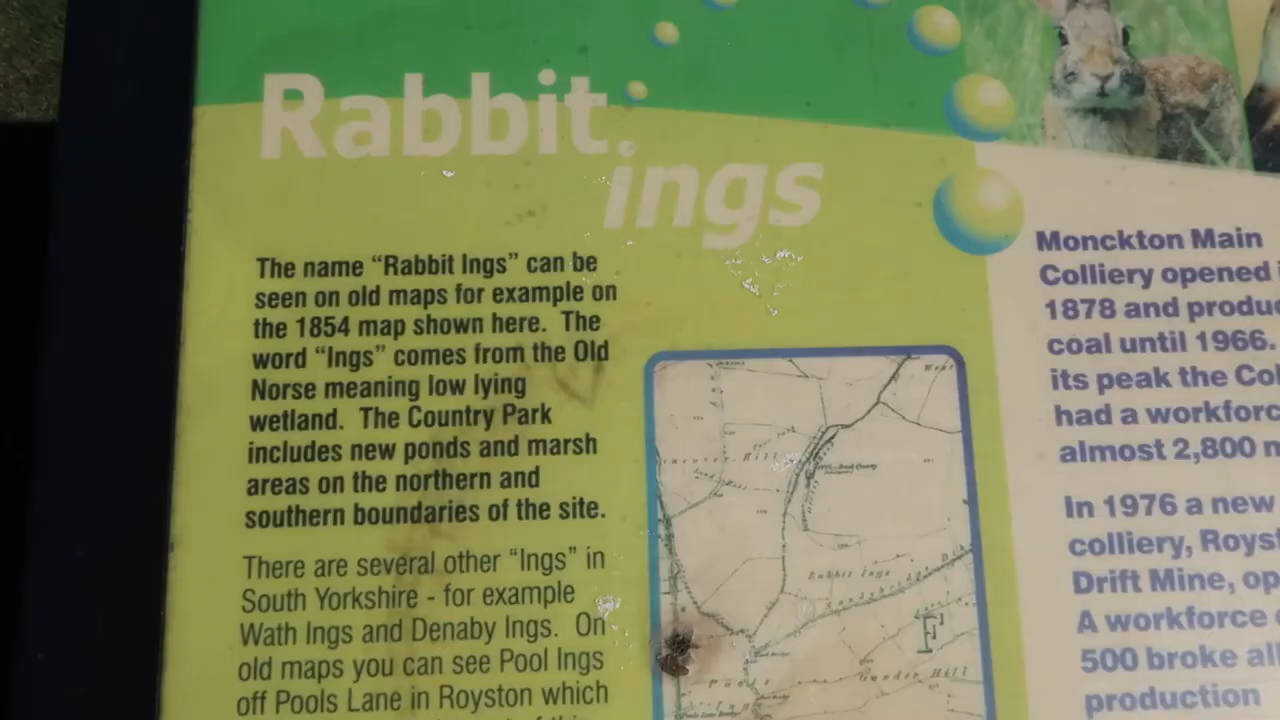 Rabbit
ings
The name “Rabbit Ings” can be
seen on old maps for example on
the 1854 map shown here. The
word “Ings” comes from the Old
Norse meaning low lying
wetland. The Country Park
includes new ponds and marsh
areas on the northern and
southern boundaries of the site.
There are several other “Ings” in
South Yorkshire - for example
Wath Ings and Denaby Ings. On
old maps you can see Pool Ings
off Pools Lane in Royston which
Rabbit Ings
Gander Hill
F
Monckton Main
Colliery opened
1878 and produ
coal until 1966.
its peak the Col
had a workforc
almost 2,800
In 1976 a new
colliery, Royst
Drift Mine, op
A workforce
500 broke all
production